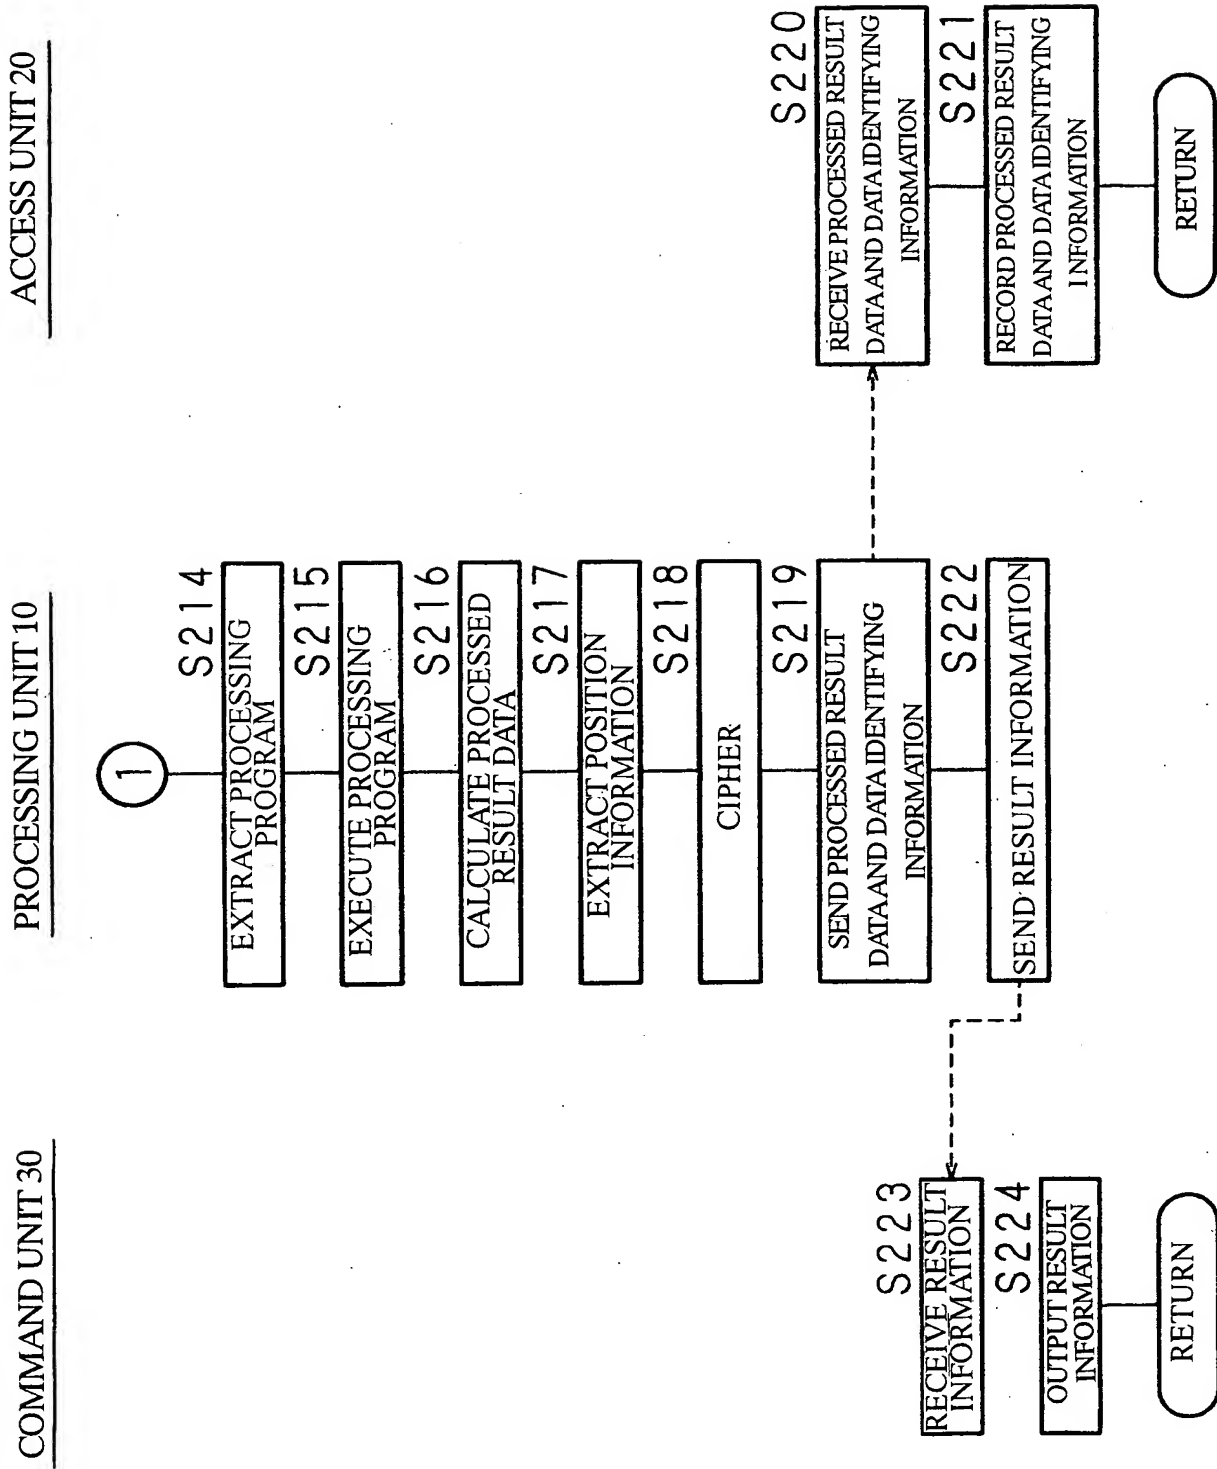 COMMAND UNIT 30
PROCESSING UNIT 10
ACCESS UNIT 20
1
S214
EXTRACT PROCESSING
PROGRAM
S215
EXECUTE PROCESSING
PROGRAM
S216
CALCULATE PROCESSED
RESULT DATA
S217
EXTRACT POSITION
INFORMATION
S218
CIPHER
S219
SEND PROCESSED RESULT
DATA AND DATA IDENTIFYING
INFORMATION
S220
RECEIVE PROCESSED RESULT
DATA AND DATA IDENTIFYING
INFORMATION
S221
RECORD PROCESSED RESULT
DATA AND DATA IDENTIFYING
INFORMATION
RETURN
S222
SEND RESULT INFORMATION
S223
RECEIVE RESULT
INFORMATION
S224
OUTPUT RESULT
INFORMATION
RETURN